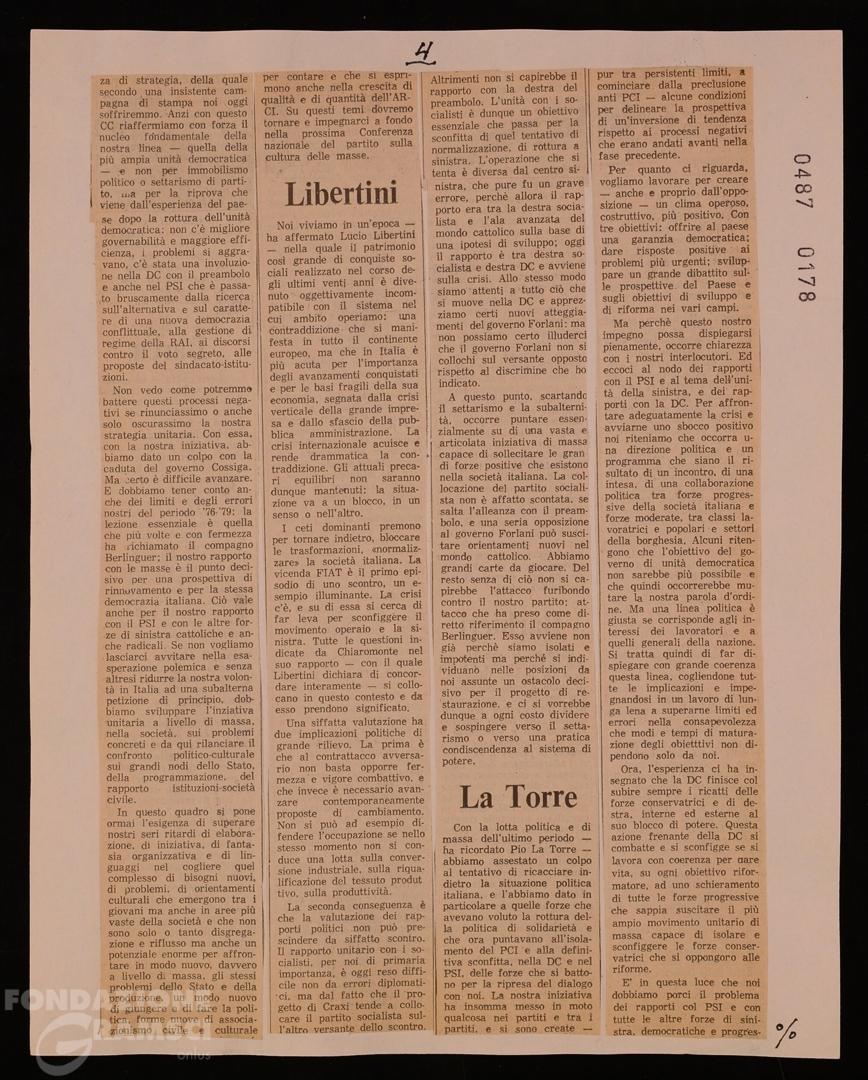 4
za di strategia, della quale
secondo una insistente cam-
pagna di stampa noi oggi
soffriremmo. Anzi con questo
CC riaffermiamo con forza il
nucleo fondamentale della
nostra linea — quella della
più ampia unità democratica
— e non per immobilismo
politico o settarismo di parti-
to, ma per la riprova che
viene dall'esperienza del pae-
se dopo la rottura dell'unità
democratica: non c'è migliore
governabilità e maggiore effi-
cienza, i problemi si aggra-
vano, c'è stata una involuzio-
ne nella DC con il preambolo
e anche nel PSI che è passa-
to bruscamente dalla ricerca
sull'alternativa e sul caratte-
re di una nuova democrazia
conflittuale, alla gestione di
regime della RAI, ai discorsi
contro il voto segreto, alle
proposte del sindacato-istitu-
zioni.
Non vedo come potremmo
battere questi processi nega-
tivi se rinunciassimo o anche
solo oscurassimo la nostra
strategia unitaria. Con essa,
con la nostra iniziativa, ab-
biamo dato un colpo con la
caduta del governo Cossiga.
Ma certo è difficile avanzare.
E dobbiamo tener conto an-
che dei limiti e degli errori
nostri del periodo '76-'79: la
lezione essenziale è quella
che più volte e con fermezza
ha richiamato il compagno
Berlinguer; il nostro rapporto
con le masse è il punto deci-
sivo per una prospettiva di
rinnovamento e per la stessa
democrazia italiana. Ciò vale
anche per il nostro rapporto
con il PSI e con le altre for-
ze di sinistra cattoliche e an-
che radicali. Se non vogliamo
lasciarci avvitare nella esa-
sperazione polemica e senza
altresì ridurre la nostra volon-
tà in Italia ad una subalterna
petizione di principio, dob-
biamo sviluppare l'iniziativa
unitaria a livello di massa,
nella società, sui problemi
concreti e da qui rilanciare il
confronto politico-culturale
sui grandi nodi dello Stato,
della programmazione, del
rapporto istituzioni-società
civile.
In questo quadro si pone
ormai l'esigenza di superare
nostri seri ritardi di elabora-
zione, di iniziativa, di fanta-
sia organizzativa e di lin-
guaggi nel cogliere quel
complesso di bisogni nuovi,
di problemi, di orientamenti
culturali che emergono tra i
giovani ma anche in aree più
vaste della società e che non
sono solo o tanto disgrega-
zione e riflusso ma anche un
potenziale enorme per affron-
tare in modo nuovo, davvero
a livello di massa, gli stessi
problemi dello Stato e della
produzione. Un modo nuovo
di giungere e di fare la poli-
tica, forme nuove di associa-
zionismo civile e culturale
per contare e che si espri-
mono anche nella crescita di
qualità e di quantità dell'AR-
CI. Su questi temi dovremo
tornare e impegnarci a fondo
nella prossima Conferenza
nazionale del partito sulla
cultura delle masse.
Libertini
Noi viviamo in un'epoca —
ha affermato Lucio Libertini
— nella quale il patrimonio
così grande di conquiste so-
ciali realizzato nel corso de-
gli ultimi venti anni è dive-
nuto oggettivamente incom-
patibile con il sistema nel
cui ambito operiamo: una
contraddizione che si mani-
festa in tutto il continente
europeo, ma che in Italia è
più acuta per l'importanza
degli avanzamenti conquistati
e per le basi fragili della sua
economia, segnata dalla crisi
verticale della grande impre-
sa e dallo sfascio della pub-
blica amministrazione. La
crisi internazionale acuisce e
rende drammatica la con-
traddizione. Gli attuali preca-
ri equilibri non saranno
dunque mantenuti: la situa-
zione va a un blocco, in un
senso o nell'altro.
I ceti dominanti premono
per tornare indietro, bloccare
le trasformazioni, «normaliz-
zare» la società italiana. La
vicenda FIAT è il primo epi-
sodio di uno scontro, un e-
sempio illuminante. La crisi
c'è, e su di essa si cerca di
far leva per sconfiggere il
movimento operaio e la si-
nistra. Tutte le questioni in-
dicate da Chiaromonte nel
suo rapporto — con il quale
Libertini dichiara di concor-
dare interamente — si collo-
cano in questo contesto e da
esso prendono significato.
Una siffatta valutazione ha
due implicazioni politiche di
grande rilievo. La prima è
che al contrattacco avversa-
rio non basta opporre fer-
mezza e vigore combattivo, e
che invece è necessario avan-
zare contemporaneamente
proposte di cambiamento.
Non si può ad esempio di-
fendere l'occupazione se nello
stesso momento non si con-
duce una lotta sulla conver-
sione industriale, sulla riqua-
lificazione del tessuto produt
tivo, sulla produttività.
La seconda conseguenza è
che la valutazione dei rap-
porti politici non può pre-
scindere da siffatto scontro.
Il rapporto unitario con i so-
cialisti, per noi di primaria
importanza, è oggi reso diffi-
cile non da errori diplomati-
ci, ma dal fatto che il pro-
getto di Craxi tende a collo-
care il partito socialista sul-
l'altro versante dello scontro.
Altrimenti non si capirebbe il
rapporto con la destra del
preambolo. L'unità con i so-
cialisti è dunque un obiettivo
essenziale che passa per la
sconfitta di quel tentativo di
normalizzazione, di rottura a
sinistra. L'operazione che si
tenta è diversa dal centro si-
nistra, che pure fu un grave
errore, perchè allora il rap-
porto era tra la destra socia-
lista e l'ala avanzata del
mondo cattolico sulla base di
una ipotesi di sviluppo; oggi
il rapporto è tra destra so-
cialista e destra DC e avviene
sulla crisi. Allo stesso modo
siamo attenti a tutto ciò che
si muove nella DC e apprez-
ziamo certi nuovi atteggia-
menti del governo Forlani: ma
non possiamo certo illuderci
che il governo Forlani non si
collochi sul versante opposto
rispetto al discrimine che ho
indicato.
A questo punto, scartando
il settarismo e la subalterni-
tà, occorre puntare essen-
zialmente su di una vasta e
articolata iniziativa di massa
capace di sollecitare le gran
di forze positive che esistono
nella società italiana. La col-
locazione del partito sociali-
sta non è affatto scontata, se
salta l'alleanza con il pream-
bolo, e una seria opposizione
al governo Forlani può susci-
tare orientamenti nuovi nel
mondo cattolico. Abbiamo
grandi carte da giocare. Del
resto senza di ciò non si ca-
pirebbe l'attacco furibondo
contro il nostro partito; at-
tacco che ha preso come di-
retto riferimento il compagno
Berlinguer. Esso avviene non
già perchè siamo isolati e
impotenti ma perchè si indi-
viduano nelle posizioni da
noi assunte un ostacolo deci-
sivo per il progetto di re-
staurazione, e ci si vorrebbe
dunque a ogni costo dividere
e sospingere verso il setta-
rismo o verso una pratica
condiscendenza al sistema di
potere.
La Torre
Con la lotta politica e di
massa dell'ultimo periodo —
ha ricordato Pio La Torre —
abbiamo assestato un colpo
al tentativo di ricacciare in-
dietro la situazione politica
italiana, e l'abbiamo dato in
particolare a quelle forze che
avevano voluto la rottura del-
la politica di solidarietà e
che ora puntavano all'isola-
mento del PCI e alla defini-
tiva sconfitta, nella DC e nel
PSI, delle forze che si batto-
no per la ripresa del dialogo
con noi. La nostra iniziativa
ha insomma messo in moto
qualcosa nei partiti e tra i
partiti, e si sono create —
pur tra persistenti limiti, a
cominciare dalla preclusione
anti PCI — alcune condizioni
per delineare la prospettiva
di un'inversione di tendenza
rispetto ai processi negativi
che erano andati avanti nella
fase precedente.
Per quanto ci riguarda,
vogliamo lavorare per creare
— anche e proprio dall'oppo-
sizione — un clima operoso,
costruttivo, più positivo. Con
tre obiettivi: offrire al paese
una garanzia democratica;
dare risposte positive ai
problemi più urgenti; svilup-
pare un grande dibattito sul-
le prospettive del Paese e
sugli obiettivi di sviluppo e
di riforma nei vari campi.
Ma perchè questo nostro
impegno possa dispiegarsi
pienamente, occorre chiarezza
con i nostri interlocutori. Ed
eccoci al nodo dei rapporti
con il PSI e al tema dell'uni-
tà della sinistra, e dei rap-
porti con la DC. Per affron-
tare adeguatamente la crisi e
avviarne uno sbocco positivo
noi riteniamo che occorra u-
na direzione politica e un
programma che siano il ri-
sultato di un incontro, di una
intesa, di una collaborazione
politica tra forze progres-
sive della società italiana e
forze moderate, tra classi la-
voratrici e popolari e settori
della borghesia. Alcuni riten-
gono che l'obiettivo del go-
verno di unità democratica
non sarebbe più possibile e
che quindi occorrerebbe mu-
tare la nostra parola d'ordi-
ne. Ma una linea politica è
giusta se corrisponde agli in-
teressi dei lavoratori e a
quelli generali della nazione.
Si tratta quindi di far di-
spiegare con grande coerenza
questa linea, cogliendone tut-
te le implicazioni e impe-
gnandosi in un lavoro di lun-
ga lena a superarne limiti ed
errori nella consapevolezza
che modi e tempi di matura-
zione degli obiettivi non di-
pendono solo da noi.
Ora, l'esperienza ci ha in-
segnato che la DC finisce col
subire sempre i ricatti delle
forze conservatrici e di de-
stra, interne ed esterne al
suo blocco di potere. Questa
azione frenante della DC si
combatte e si sconfigge se si
lavora con coerenza per dare
vita, su ogni obiettivo rifor-
matore, ad uno schieramento
di tutte le forze progressive
che sappia suscitare il più
ampio movimento unitario di
massa capace di isolare e
sconfiggere le forze conser-
vatrici che si oppongono alle
riforme.
E' in questa luce che noi
dobbiamo porci il problema
dei rapporti col PSI e con
tutte le altre forze di sini-
stra, democratiche e progres-
0487 0178
%
FONDAZIONE
GRAMSCI
onlus